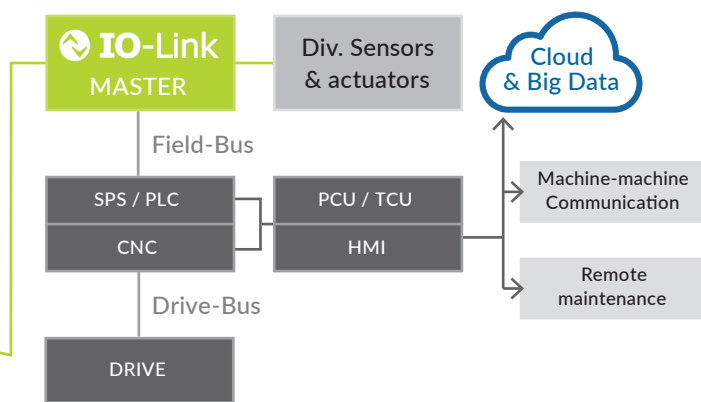 IO-Link
MASTER
Div. Sensors
& actuators
Cloud
& Big Data
Field-Bus
Machine-machine
Communication
SPS / PLC
PCU / TCU
CNC
HMI
Remote
maintenance
Drive-Bus
DRIVE